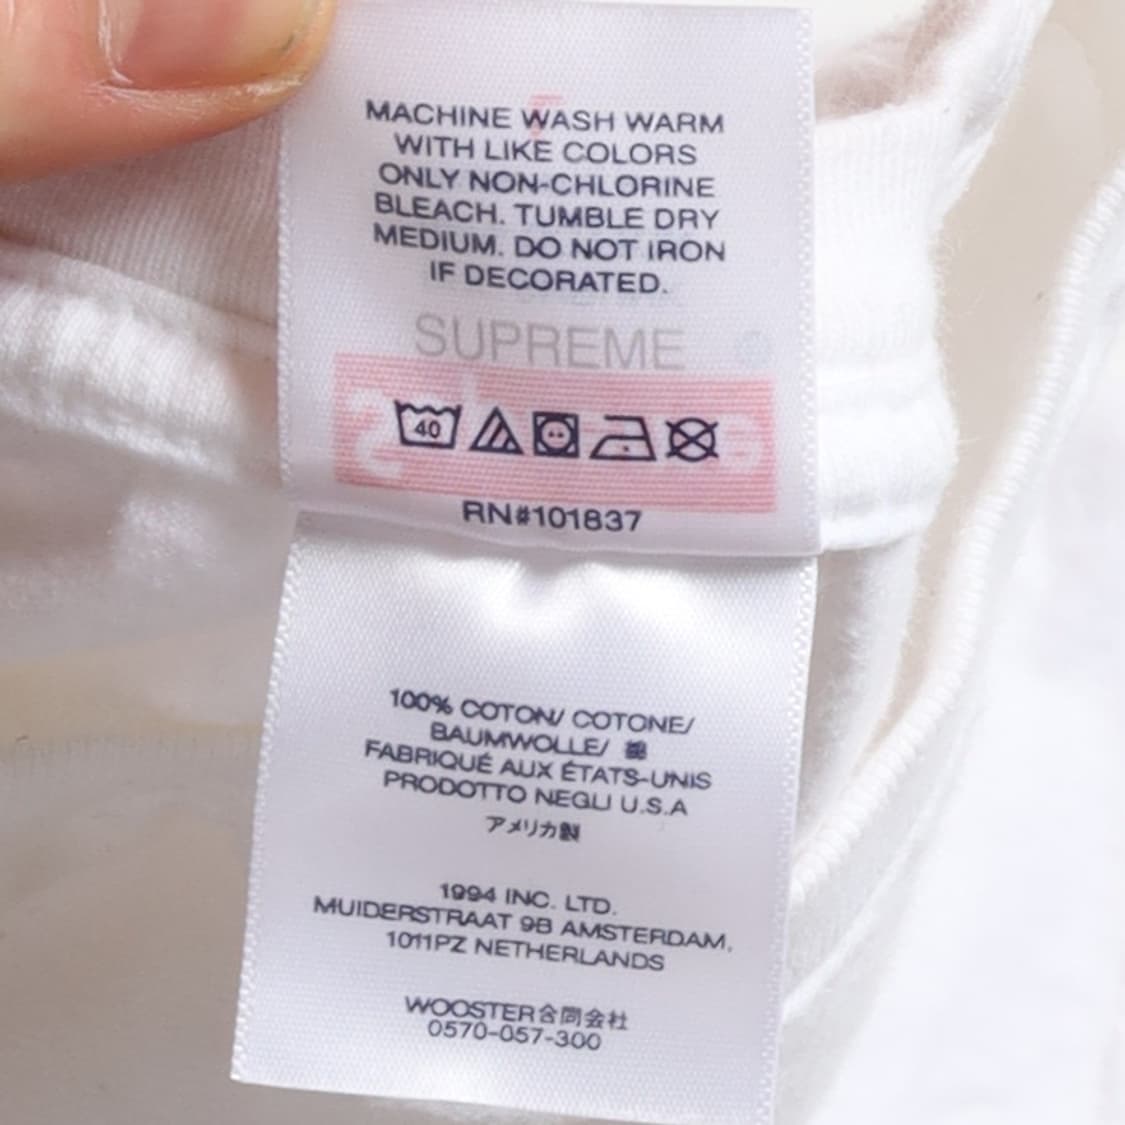 MACHINE WASH WARM
WITH LIKE COLORS
ONLY NON-CHLORINE
BLEACH. TUMBLE DRY
MEDIUM. DO NOT IRON
IF DECORATED.
SUPREME
40
RN#101837
100% COTON/ COTONE/
BAUMWOLLE/ 綿
FABRIQUÉ AUX ÉTATS-UNIS
PRODOTTO NEGLI U.S.A
アメリカ製
1994 INC. LTD.
MUIDERSTRAAT 9B AMSTERDAM,
1011PZ NETHERLANDS
WOOSTER合同会社
0570-057-300